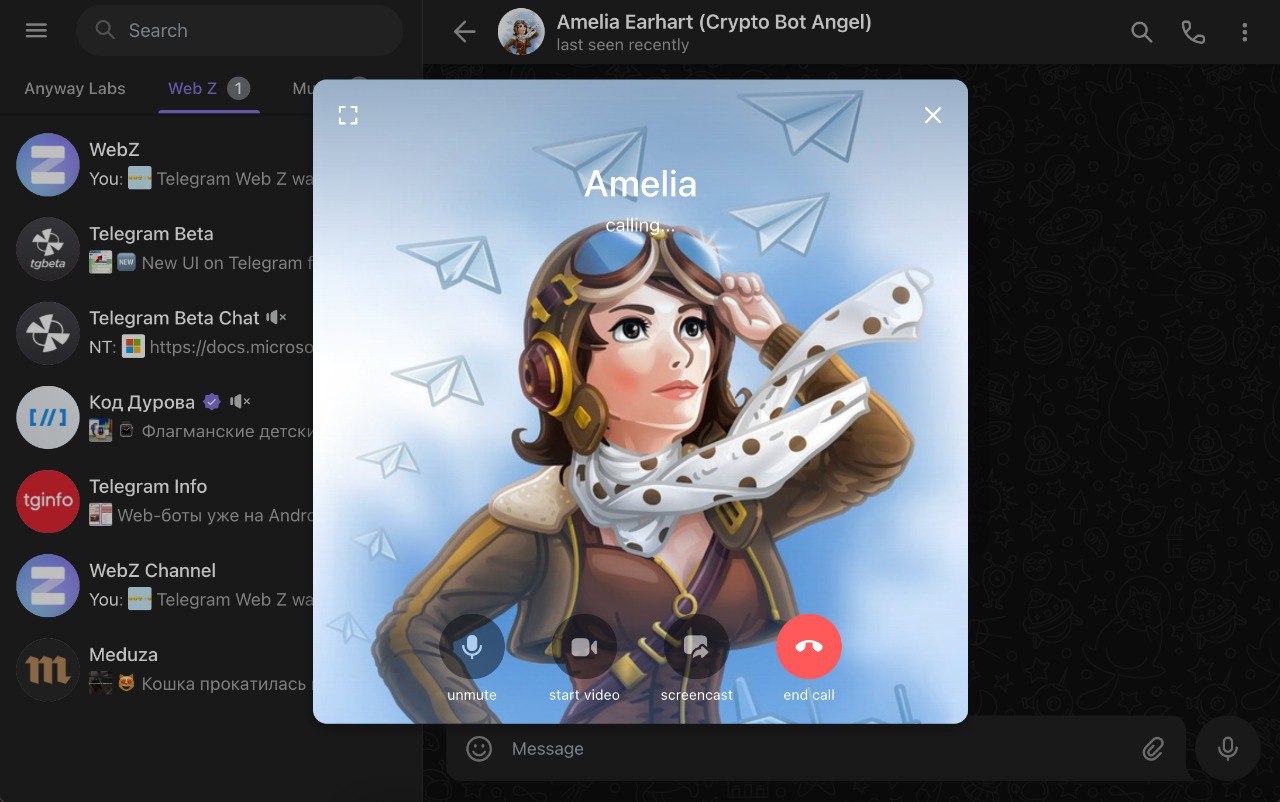 Search
Anyway Labs
Web Z 1
Mu
WebZ
You: Telegram Web Z wa
tgbeta
Telegram Beta
NEW New UI on Telegram f
Telegram Beta Chat
NT: https://docs.microso
[//]
Код Дурова
Флагманские детски
tginfo
Telegram Info
Web-боты уже на Andro
WebZ Channel
You: Telegram Web Z wa
m
Meduza
Кошка прокатилась
Amelia Earhart (Crypto Bot Angel)
last seen recently
Amelia
calling...
unmute
start video
screencast
end call
Message